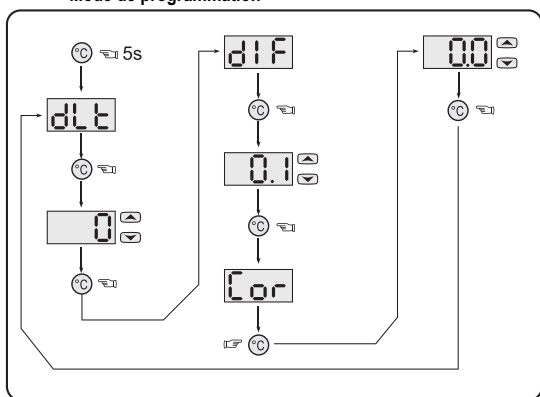 Mode de programmation
°C 5s
dLt
°C
0
°C
dIF
°C
0.1
°C
Cor
°C
0.0
°C